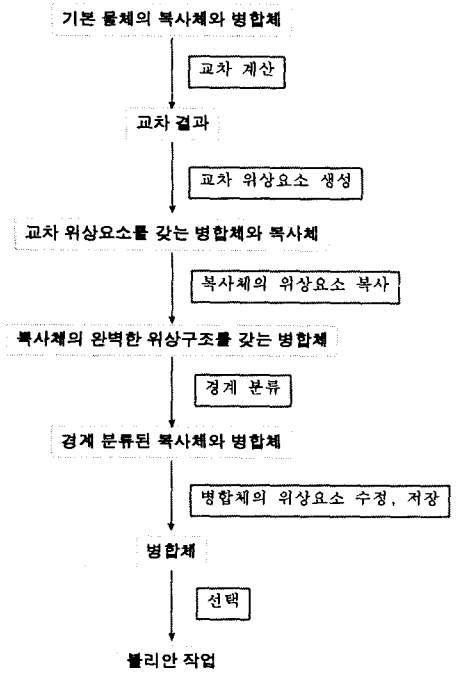 기본 물체의 복사체와 병합체
교차 계산
교차 결과
교차 위상요소 생성
교차 위상요소를 갖는 병합체와 복사체
복사체의 위상요소 복사
복사체의 완벽한 위상구조를 갖는 병합체
경계 분류
경계 분류된 복사체와 병합체
병합체의 위상요소 수정, 저장
병합체
선택
불리안 작업